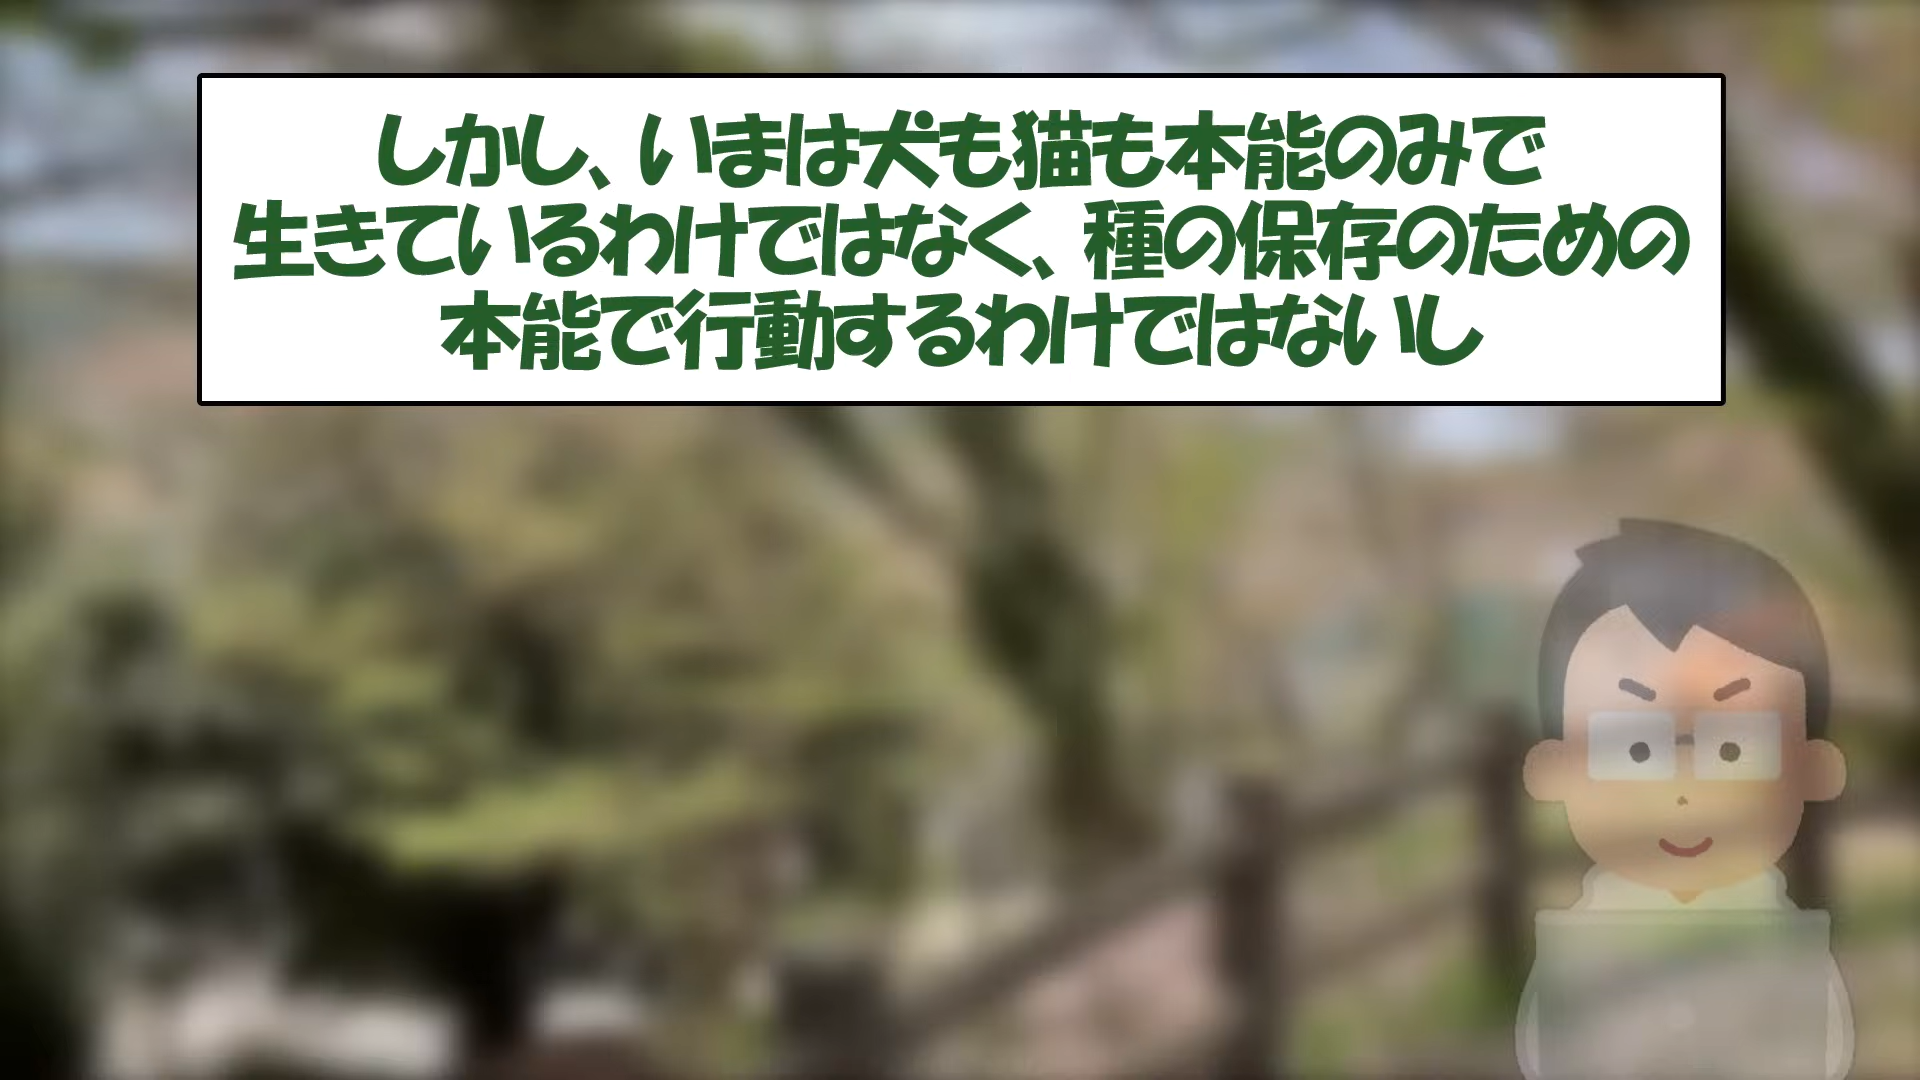 しかし、いまは犬も猫も本能のみで
生きているわけではなく、種の保存のための
本能で行動するわけではないし